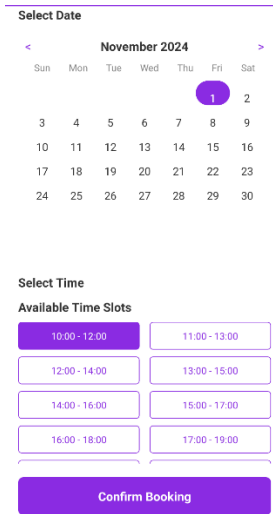 Select Date
< November 2024 >
Sun Mon Tue Wed Thu Fri Sat
1 2
3 4 5 6 7 8 9
10 11 12 13 14 15 16
17 18 19 20 21 22 23
24 25 26 27 28 29 30
Select Time
Available Time Slots
10:00 - 12:00 11:00 - 13:00
12:00 - 14:00 13:00 - 15:00
14:00 - 16:00 15:00 - 17:00
16:00 - 18:00 17:00 - 19:00
Confirm Booking